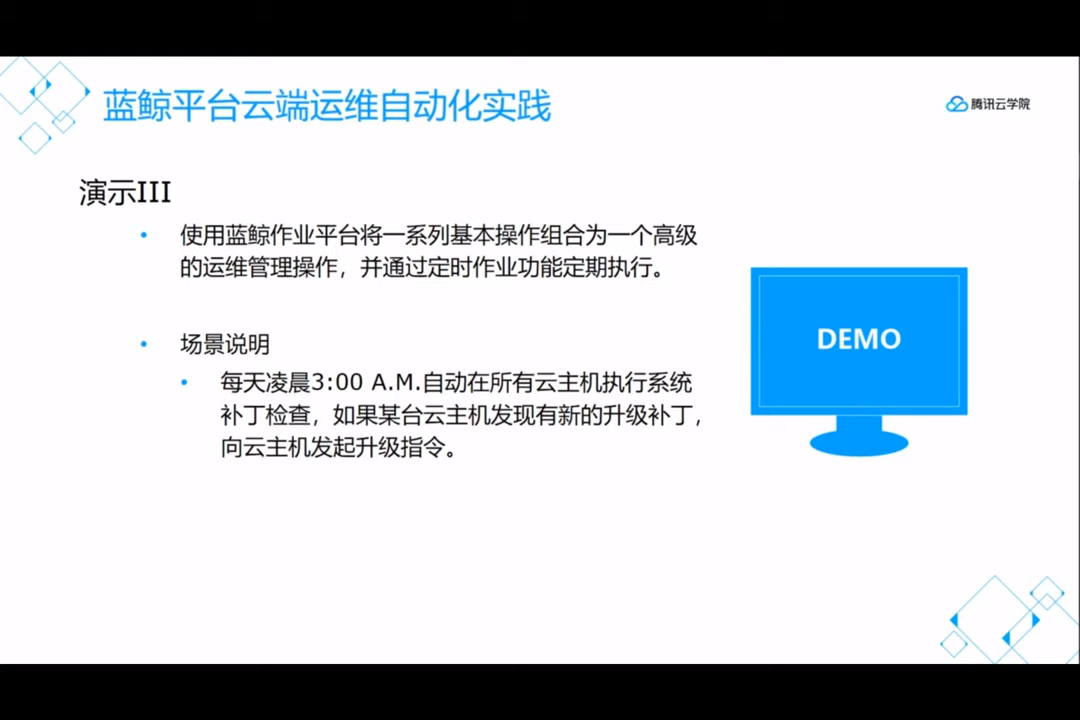 蓝鲸平台云端运维自动化实践
腾讯云学院
演示III
• 使用蓝鲸作业平台将一系列基本操作组合为一个高级
的运维管理操作，并通过定时作业功能定期执行。
• 场景说明
• 每天凌晨3:00 A.M.自动在所有云主机执行系统
补丁检查，如果某台云主机发现有新的升级补丁，
向云主机发起升级指令。
DEMO